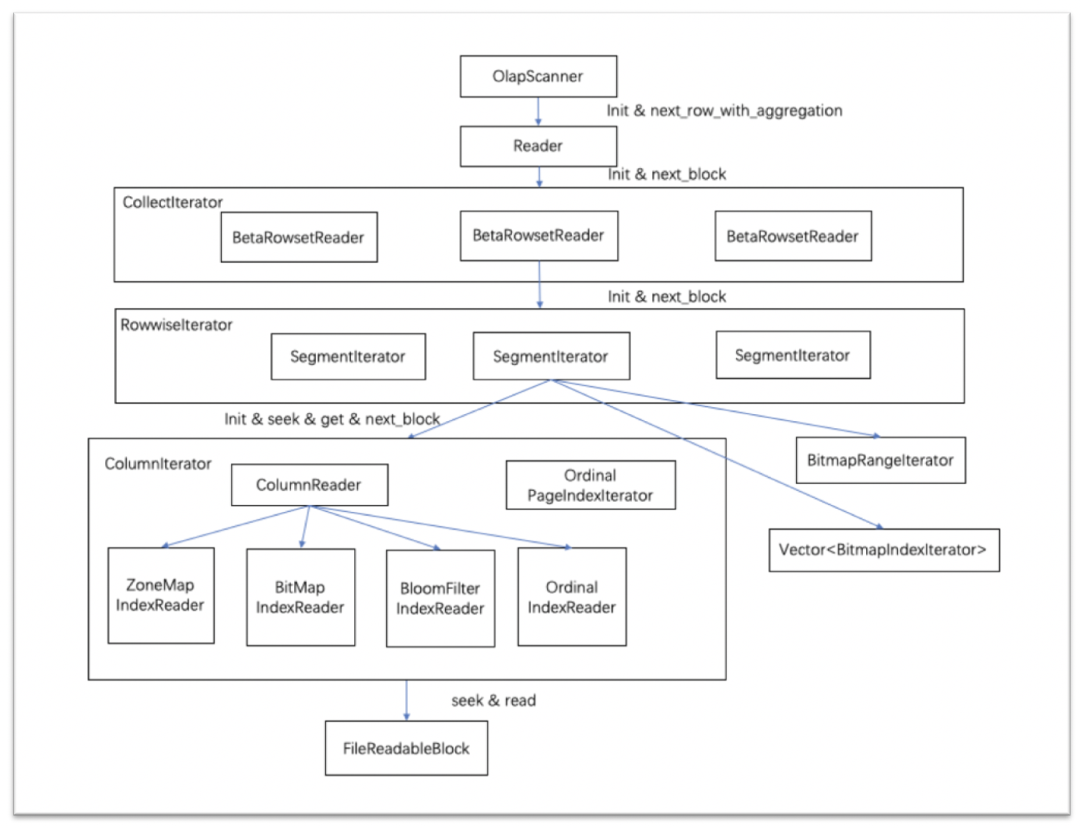 OlapScanner
Init & next_row_with_aggregation
Reader
Init & next_block
CollectIterator
BetaRowsetReader
BetaRowsetReader
BetaRowsetReader
Init & next_block
RowwiseIterator
SegmentIterator
SegmentIterator
SegmentIterator
Init & seek & get & next_block
ColumnIterator
ColumnReader
Ordinal
PageIndexIterator
BitmapRangeIterator
Vector<BitmapIndexIterator>
ZoneMap
IndexReader
BitMap
IndexReader
BloomFilter
IndexReader
Ordinal
IndexReader
seek & read
FileReadableBlock